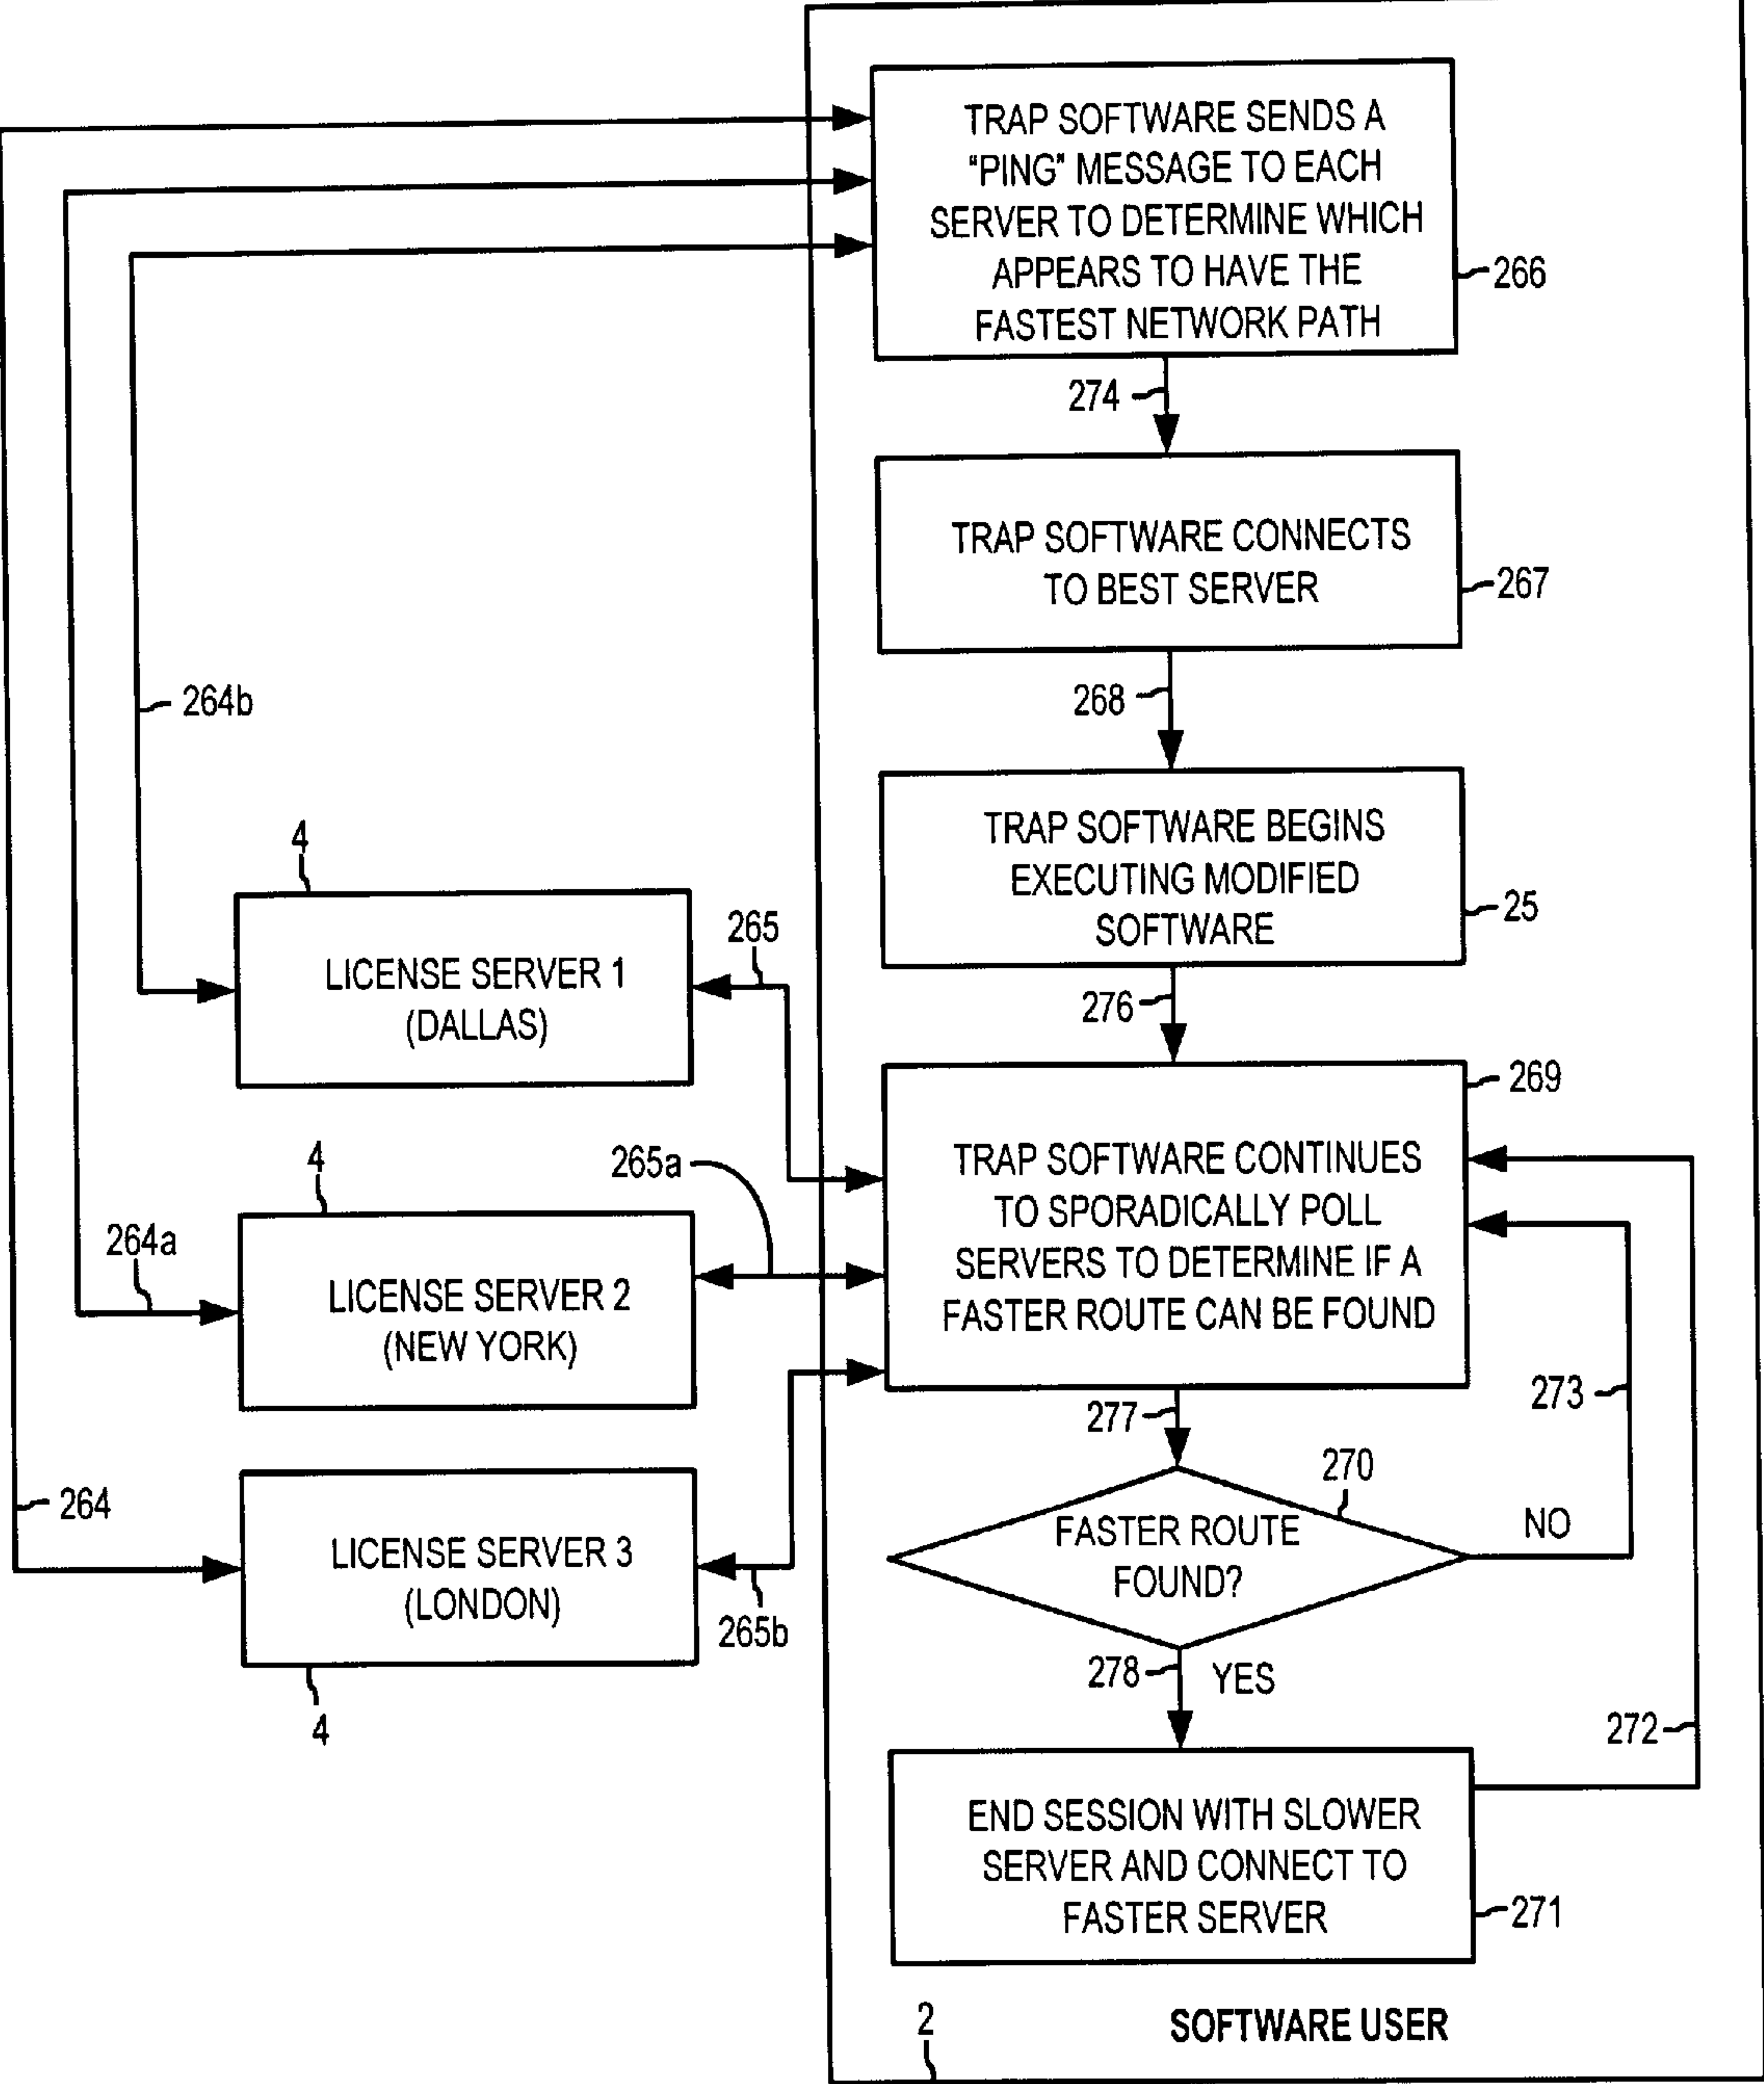 TRAP SOFTWARE SENDS A
"PING" MESSAGE TO EACH
SERVER TO DETERMINE WHICH
APPEARS TO HAVE THE
FASTEST NETWORK PATH
266
274
TRAP SOFTWARE CONNECTS
TO BEST SERVER
267
268
264b
TRAP SOFTWARE BEGINS
EXECUTING MODIFIED
SOFTWARE
25
4
LICENSE SERVER 1
(DALLAS)
265
276
269
TRAP SOFTWARE CONTINUES
TO SPORADICALLY POLL
SERVERS TO DETERMINE IF A
FASTER ROUTE CAN BE FOUND
4
265a
264a
LICENSE SERVER 2
(NEW YORK)
273
277
270
264
LICENSE SERVER 3
(LONDON)
4
265b
FASTER ROUTE
FOUND?
NO
278
YES
272
END SESSION WITH SLOWER
SERVER AND CONNECT TO
FASTER SERVER
271
2
SOFTWARE USER